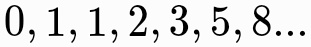 0, 1, 1, 2, 3, 5, 8...